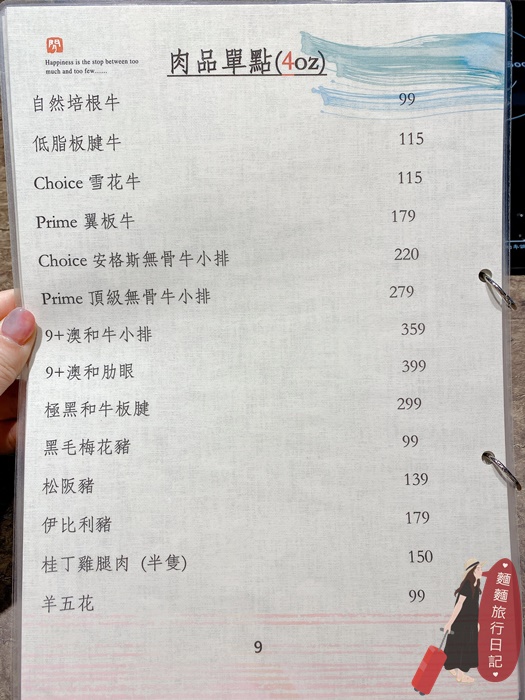 Happiness is the stop between too
much and too few......
肉品單點(4oz)
自然培根牛 99
低脂板腱牛 115
Choice 雪花牛 115
Prime 翼板牛 179
Choice 安格斯無骨牛小排 220
Prime 頂級無骨牛小排 279
9+澳和牛小排 359
9+澳和肋眼 399
極黑和牛板腱 299
黑毛梅花豬 99
松阪豬 139
伊比利豬 179
桂丁雞腿肉 (半隻) 150
羊五花 99
9
麵麵旅行日記